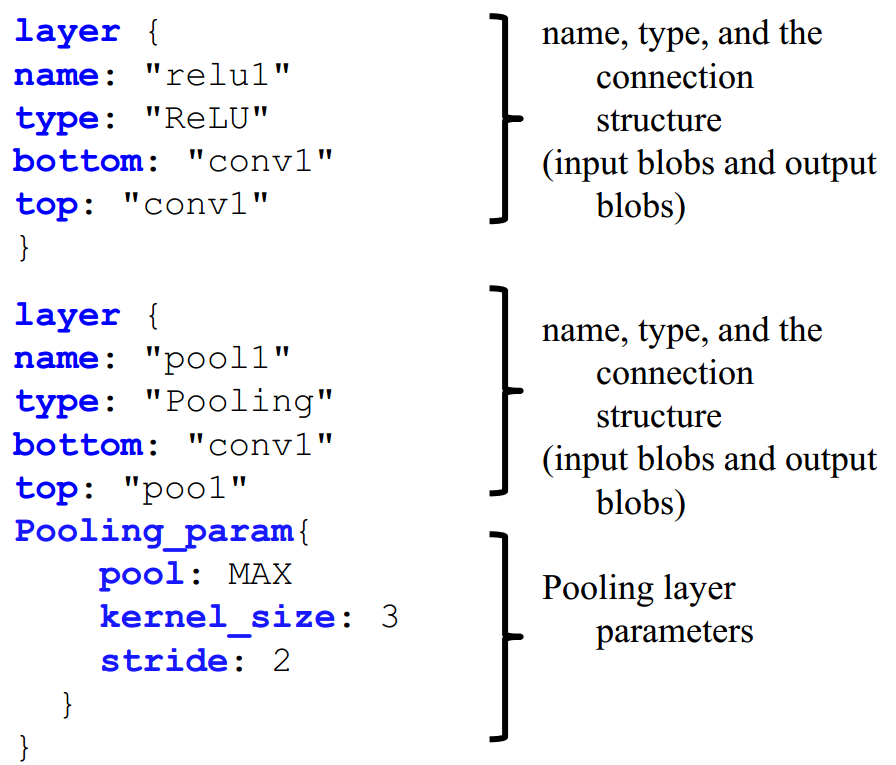 layer {
name: "relu1"
type: "ReLU"
bottom: "conv1"
top: "conv1"
}
name, type, and the
connection
structure
(input blobs and output
blobs)
layer {
name: "pool1"
type: "Pooling"
bottom: "conv1"
top: "poo1"
Pooling_param{
pool: MAX
kernel_size: 3
stride: 2
}
}
name, type, and the
connection
structure
(input blobs and output
blobs)
Pooling layer
parameters